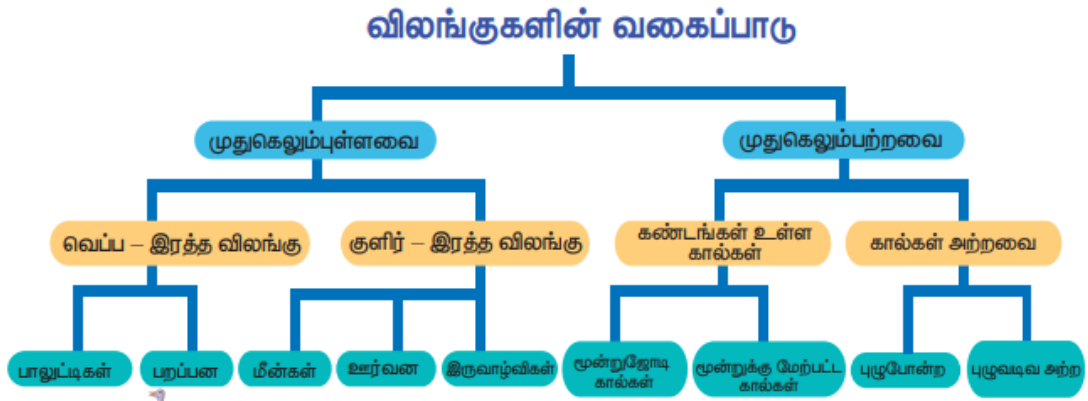 விலங்குகளின் வகைப்பாடு
முதுகெலும்புள்ளவை
முதுகெலும்பற்றவை
வெப்ப – இரத்த விலங்கு
குளிர் – இரத்த விலங்கு
கண்டங்கள் உள்ள
கால்கள்
கால்கள் அற்றவை
பாலுட்டிகள்
பறப்பன
மீன்கள்
ஊர்வன
இருவாழ்விகள்
மூன்றுஜோடி
கால்கள்
மூன்றுக்கு மேற்பட்ட
கால்கள்
புழுபோன்ற
புழுவடிவ அற்ற